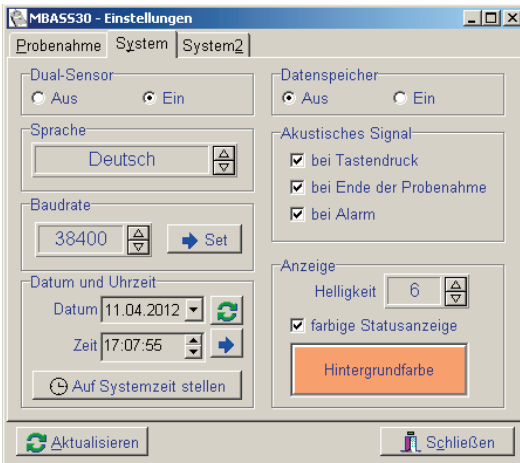 MBASS30 - Einstellungen
Probenahme
System
System2
Dual-Sensor
Aus
Ein
Sprache
Deutsch
Baudrate
38400
Set
Datum und Uhrzeit
Datum 11.04.2012
Zeit 17:07:55
Auf Systemzeit stellen
Datenspeicher
Aus
Ein
Akustisches Signal
bei Tastendruck
bei Ende der Probenahme
bei Alarm
Anzeige
Helligkeit 6
farbige Statusanzeige
Hintergrundfarbe
Aktualisieren
Schließen